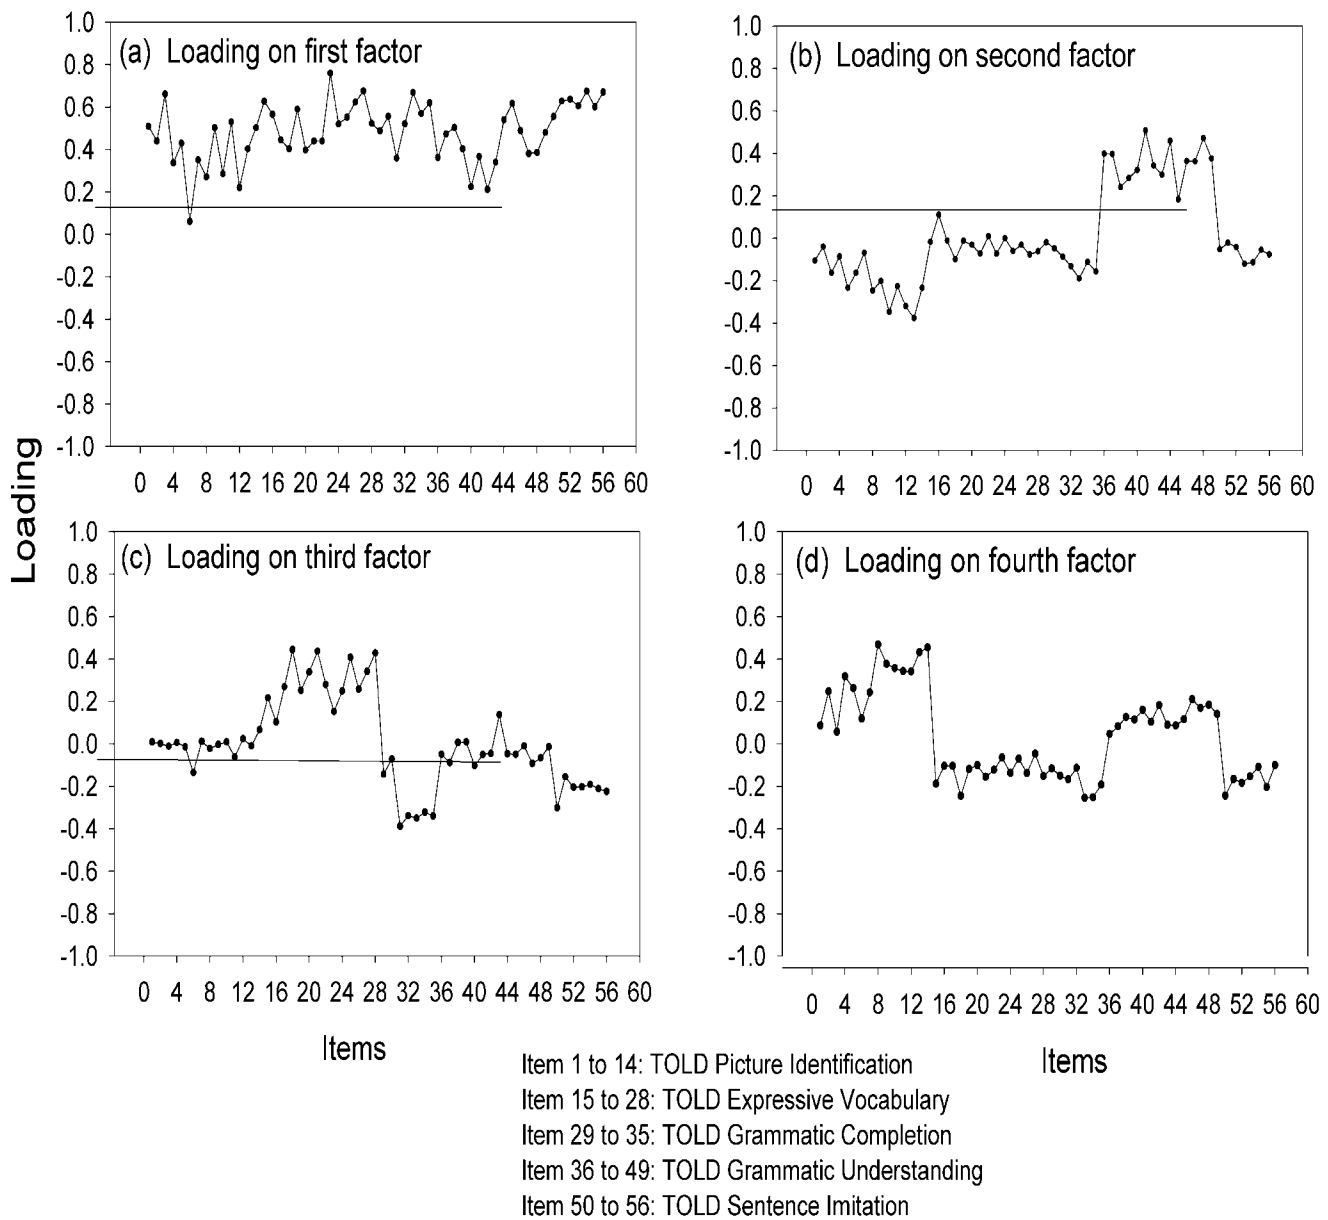 (a) Loading on first factor
1.0
0.8
0.6
0.4
0.2
0.0
-0.2
-0.4
-0.6
-0.8
-1.0
0 4 8 12 16 20 24 28 32 36 40 44 48 52 56 60
(b) Loading on second factor
1.0
0.8
0.6
0.4
0.2
0.0
-0.2
-0.4
-0.6
-0.8
-1.0
0 4 8 12 16 20 24 28 32 36 40 44 48 52 56 60
Loading
(c) Loading on third factor
1.0
0.8
0.6
0.4
0.2
0.0
-0.2
-0.4
-0.6
-0.8
-1.0
0 4 8 12 16 20 24 28 32 36 40 44 48 52 56 60
Items
(d) Loading on fourth factor
1.0
0.8
0.6
0.4
0.2
0.0
-0.2
-0.4
-0.6
-0.8
-1.0
0 4 8 12 16 20 24 28 32 36 40 44 48 52 56 60
Items
Item 1 to 14: TOLD Picture Identification
Item 15 to 28: TOLD Expressive Vocabulary
Item 29 to 35: TOLD Grammatic Completion
Item 36 to 49: TOLD Grammatic Understanding
Item 50 to 56: TOLD Sentence Imitation